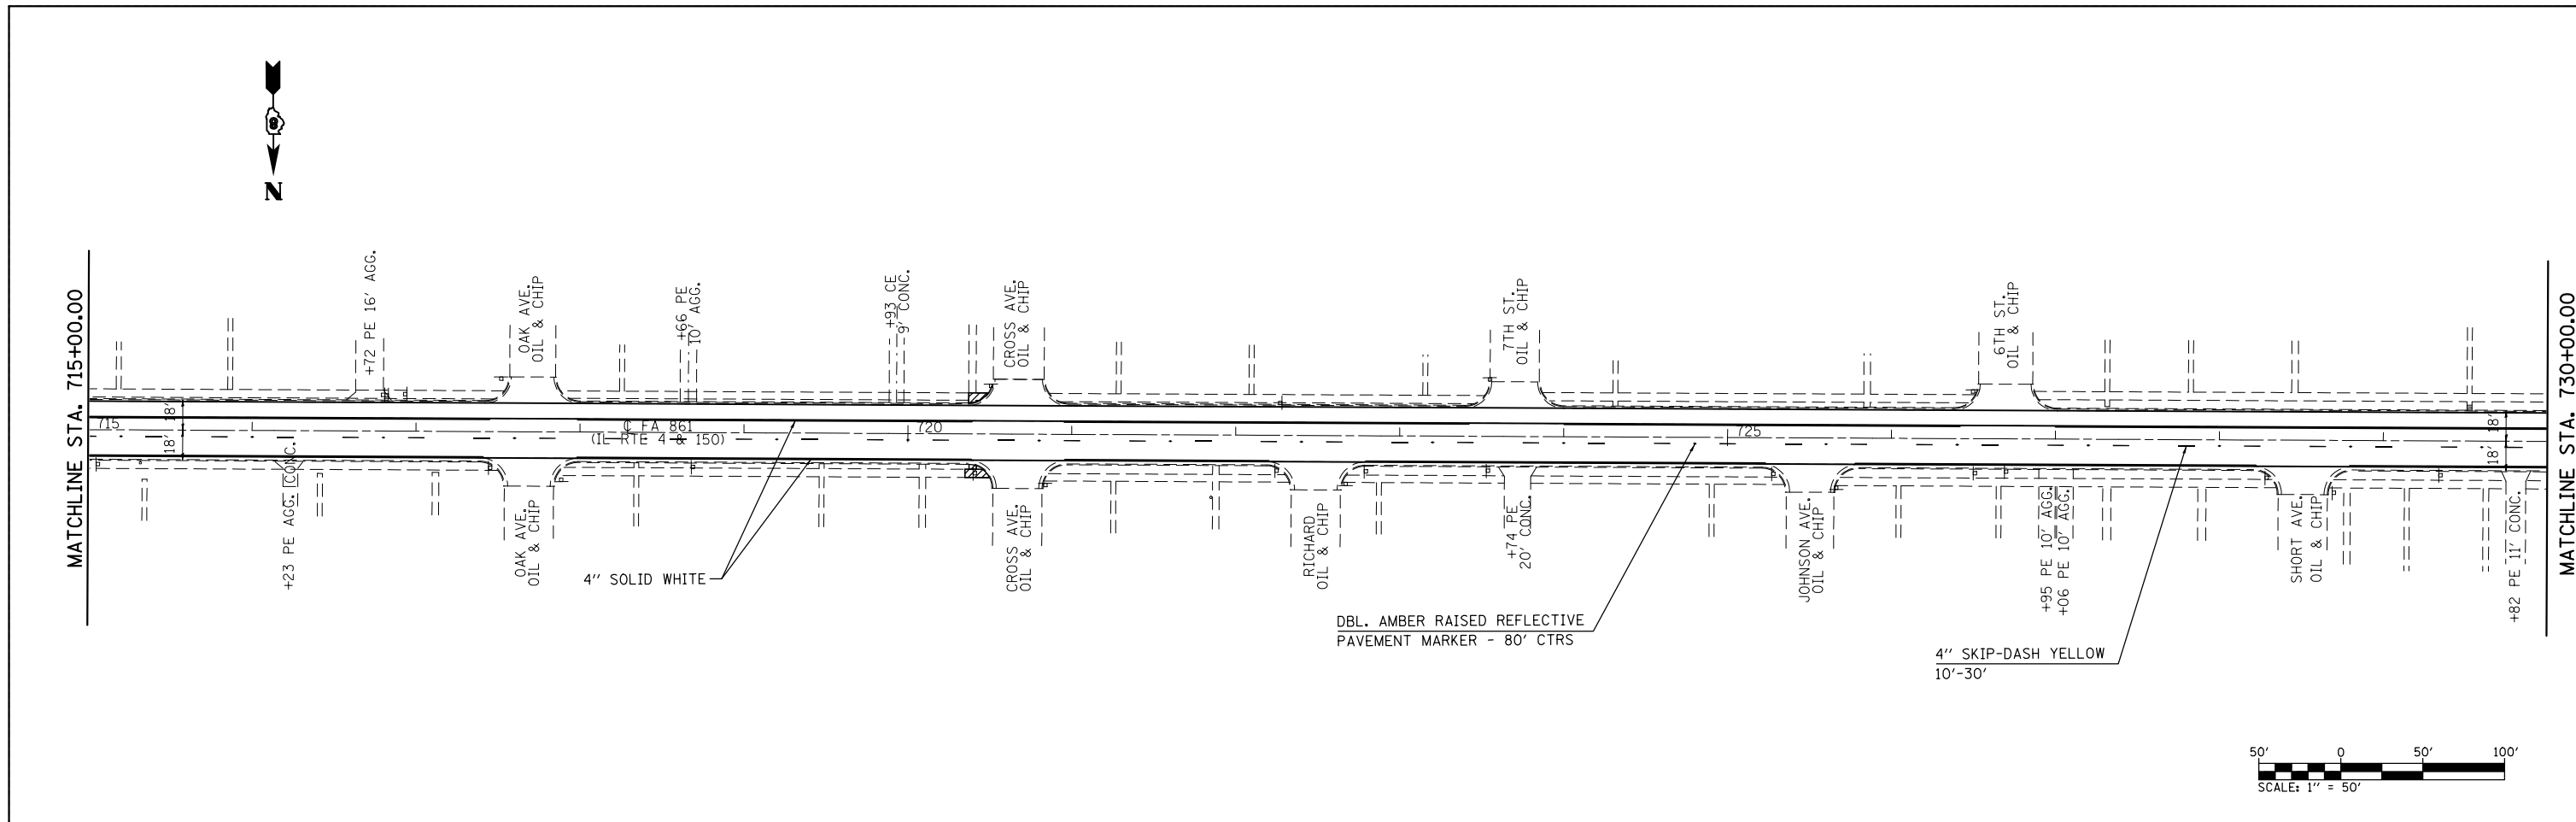 N
MATCHLINE STA. 715+00.00
+72 PE 16' AGG.
OAK AVE.
OIL & CHIP
+66 PE
10' AGG.
+93 CE
9' CONC.
CROSS AVE.
OIL & CHIP
7TH ST.
OIL & CHIP
6TH ST.
OIL & CHIP
MATCHLINE STA. 730+00.00
18'
18'
715
C FA 861
(IL RTE 4 & 150)
720
725
18'
18'
+23 PE AGG. CONC.
OAK AVE.
OIL & CHIP
4" SOLID WHITE
CROSS AVE.
OIL & CHIP
RICHARD
OIL & CHIP
+74 PE
20' CONC.
JOHNSON AVE.
OIL & CHIP
+95 PE 10' AGG.
+06 PE 10' AGG.
SHORT AVE.
OIL & CHIP
+82 PE 11' CONC.
DBL. AMBER RAISED REFLECTIVE
PAVEMENT MARKER - 80' CTRS
4" SKIP-DASH YELLOW
10'-30'
50' 0 50' 100'
SCALE: 1" = 50'